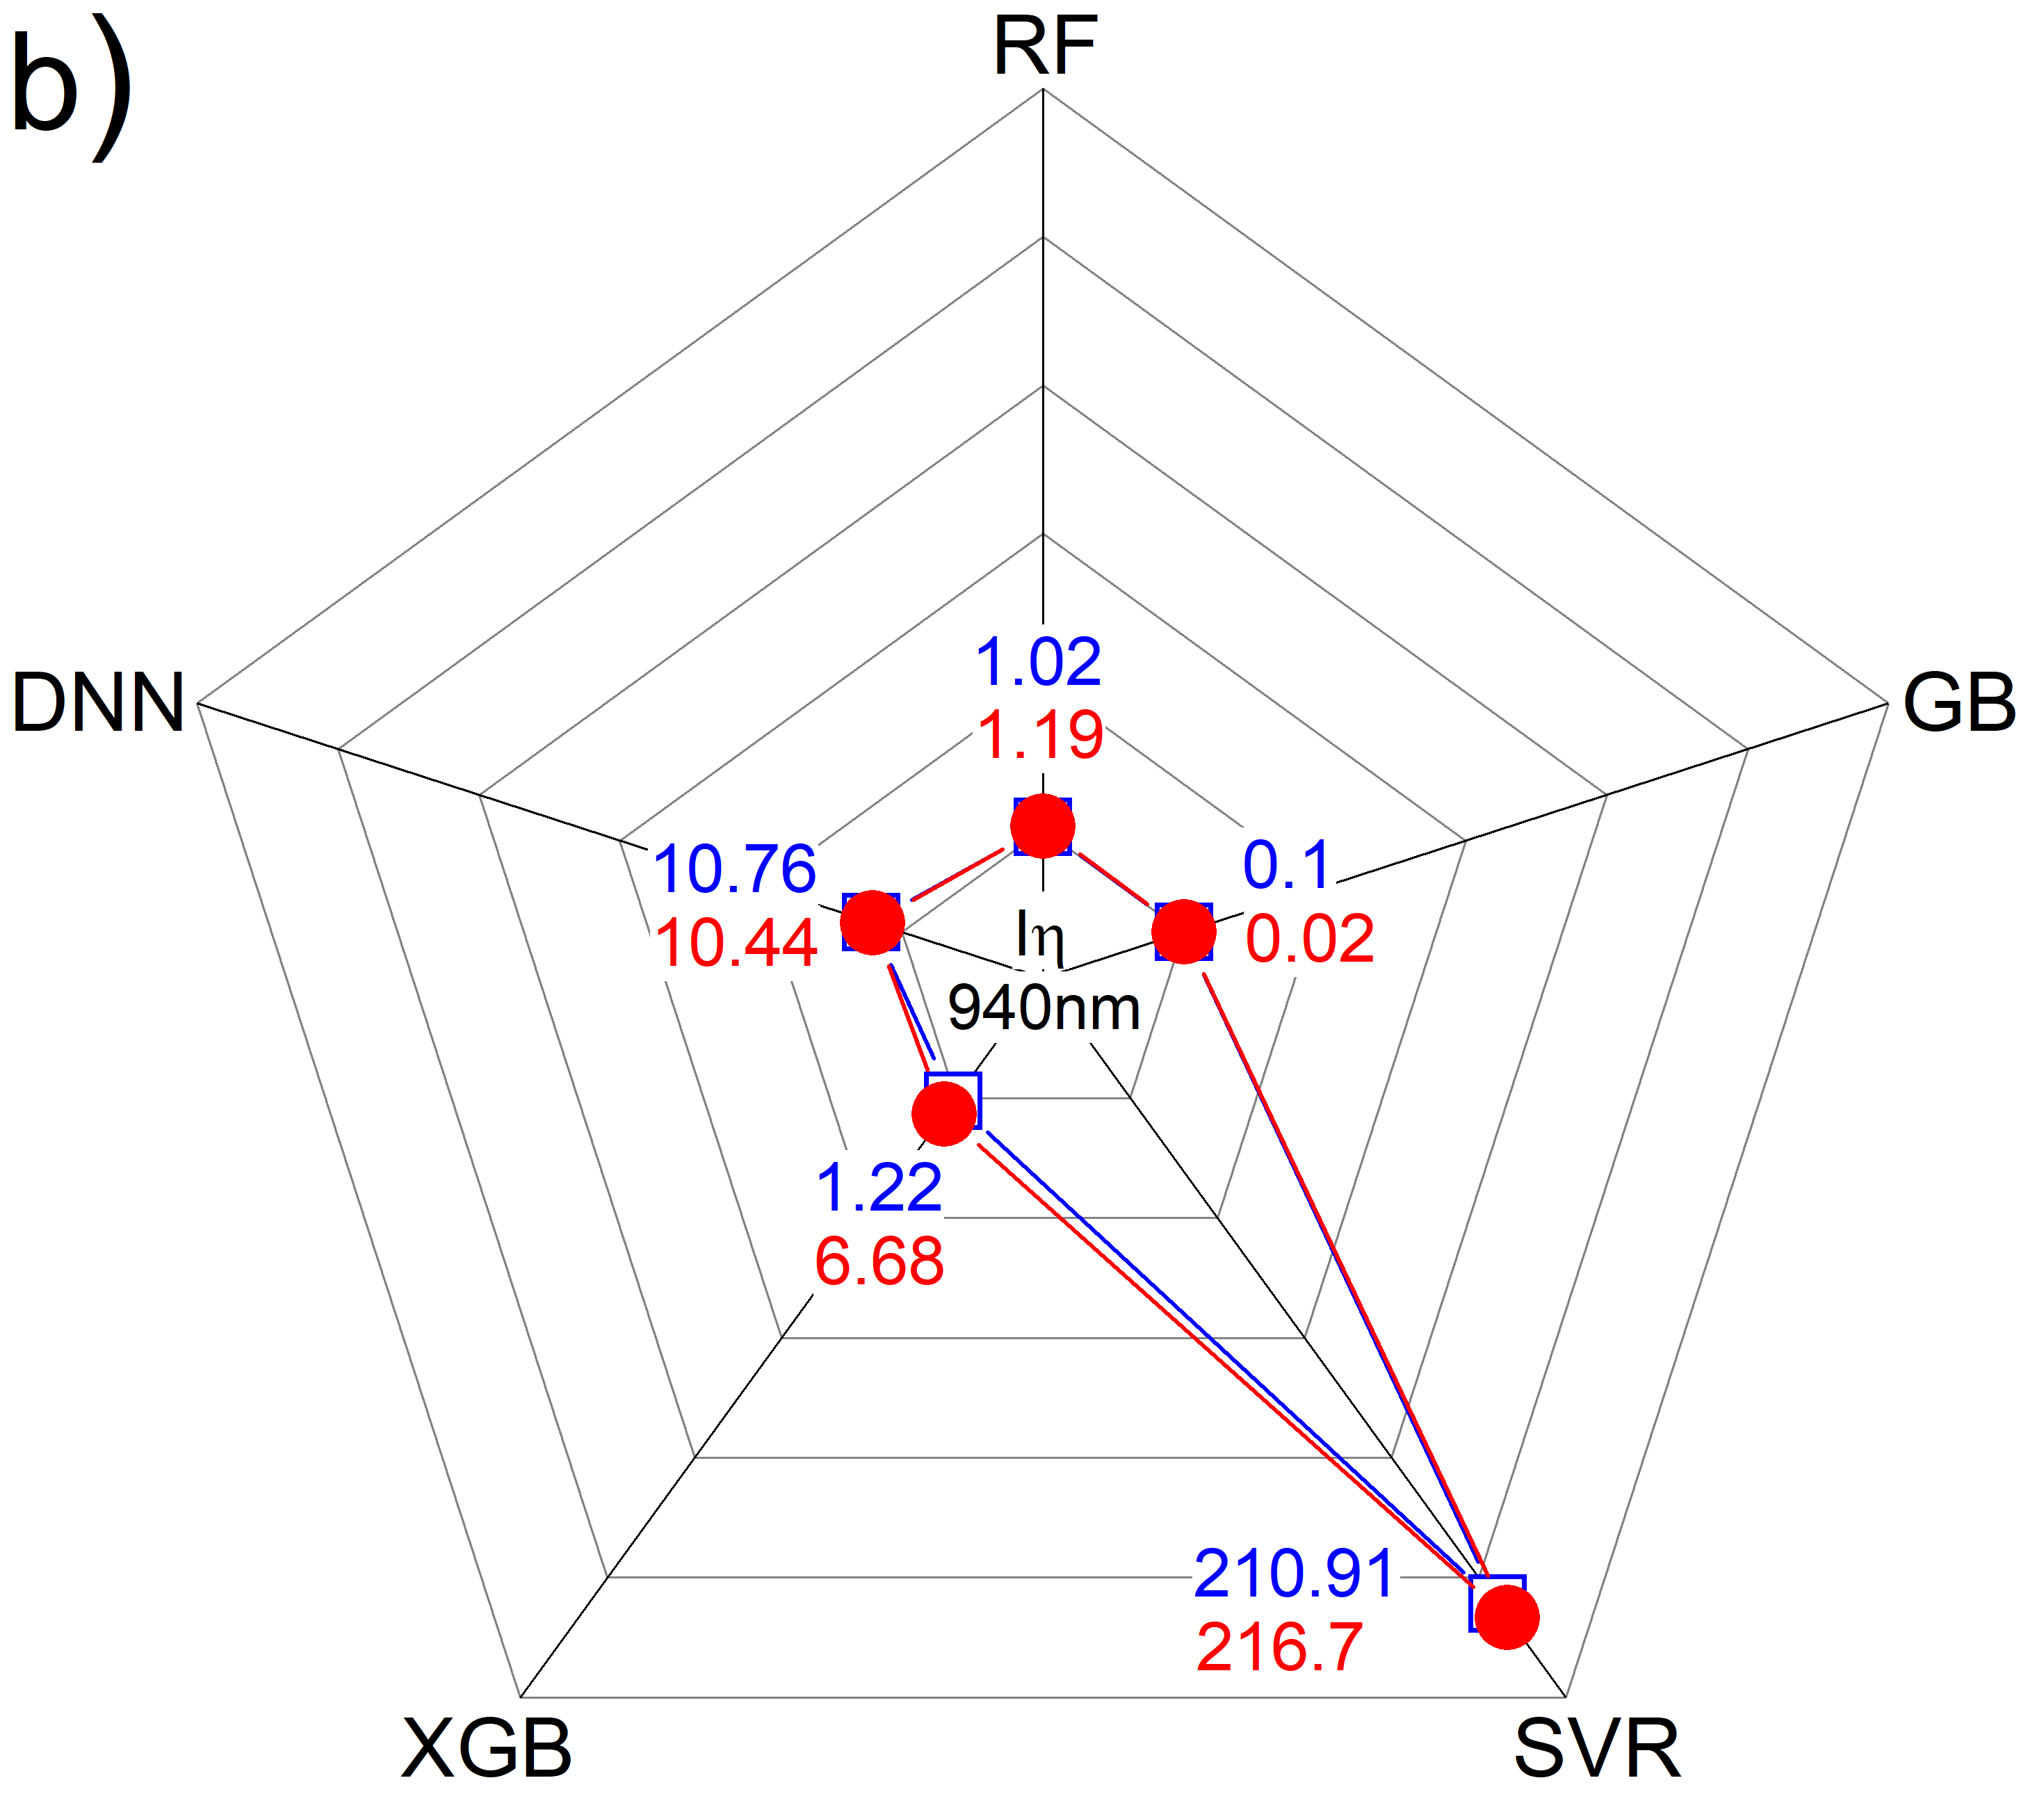 b)
RF
DNN
GB
1.02
1.19
10.76
10.44
0.1
0.02
Iη
940nm
1.22
6.68
210.91
216.7
XGB
SVR